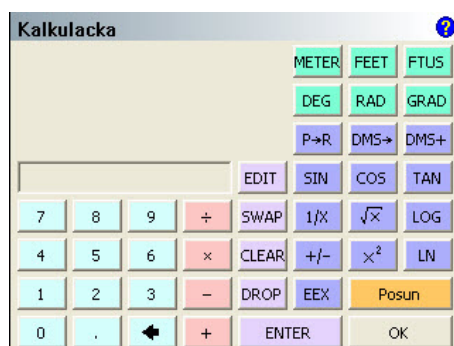 Kalkulacka ?
METER FEET FTUS
DEG RAD GRAD
P→R DMS→ DMS+
EDIT SIN COS TAN
7 8 9 ÷ SWAP 1/X √x LOG
4 5 6 × CLEAR +/- x² LN
1 2 3 − DROP EEX Posun
0 . 🡄 + ENTER OK